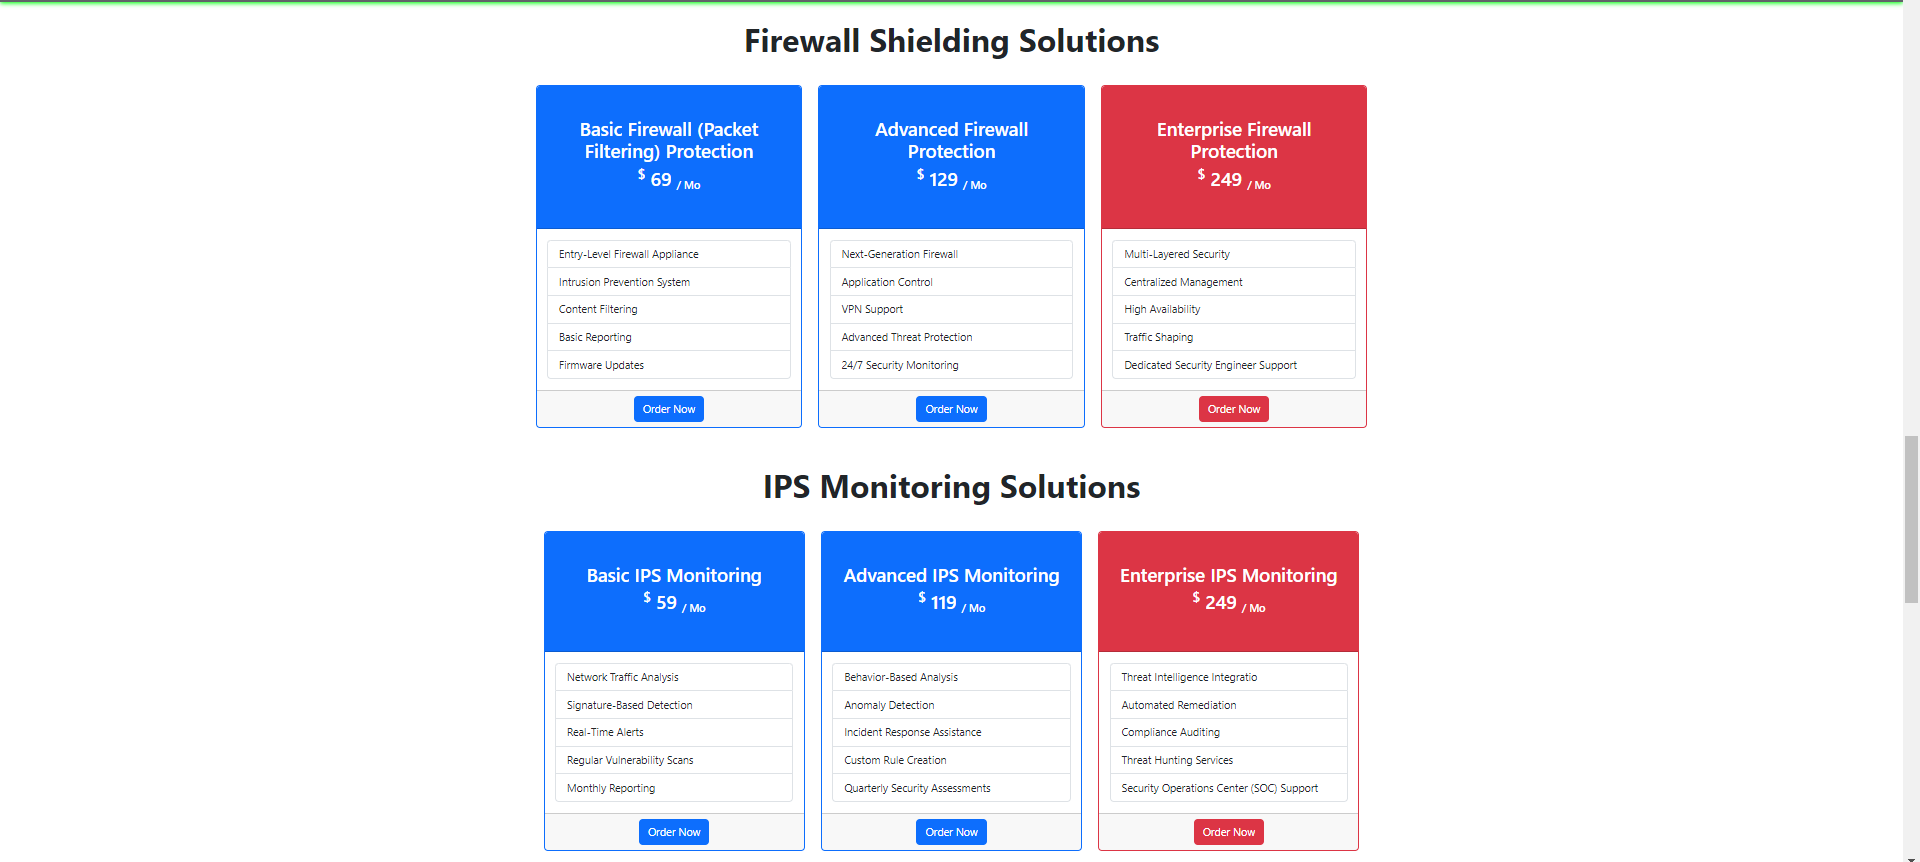 Firewall Shielding Solutions
Basic Firewall (Packet
Filtering) Protection
$ 69 / Mo
Entry-Level Firewall Appliance
Intrusion Prevention System
Content Filtering
Basic Reporting
Firmware Updates
Order Now
Advanced Firewall
Protection
$ 129 / Mo
Next-Generation Firewall
Application Control
VPN Support
Advanced Threat Protection
24/7 Security Monitoring
Order Now
Enterprise Firewall
Protection
$ 249 / Mo
Multi-Layered Security
Centralized Management
High Availability
Traffic Shaping
Dedicated Security Engineer Support
Order Now
IPS Monitoring Solutions
Basic IPS Monitoring
$ 59 / Mo
Network Traffic Analysis
Signature-Based Detection
Real-Time Alerts
Regular Vulnerability Scans
Monthly Reporting
Order Now
Advanced IPS Monitoring
$ 119 / Mo
Behavior-Based Analysis
Anomaly Detection
Incident Response Assistance
Custom Rule Creation
Quarterly Security Assessments
Order Now
Enterprise IPS Monitoring
$ 249 / Mo
Threat Intelligence Integratio
Automated Remediation
Compliance Auditing
Threat Hunting Services
Security Operations Center (SOC) Support
Order Now